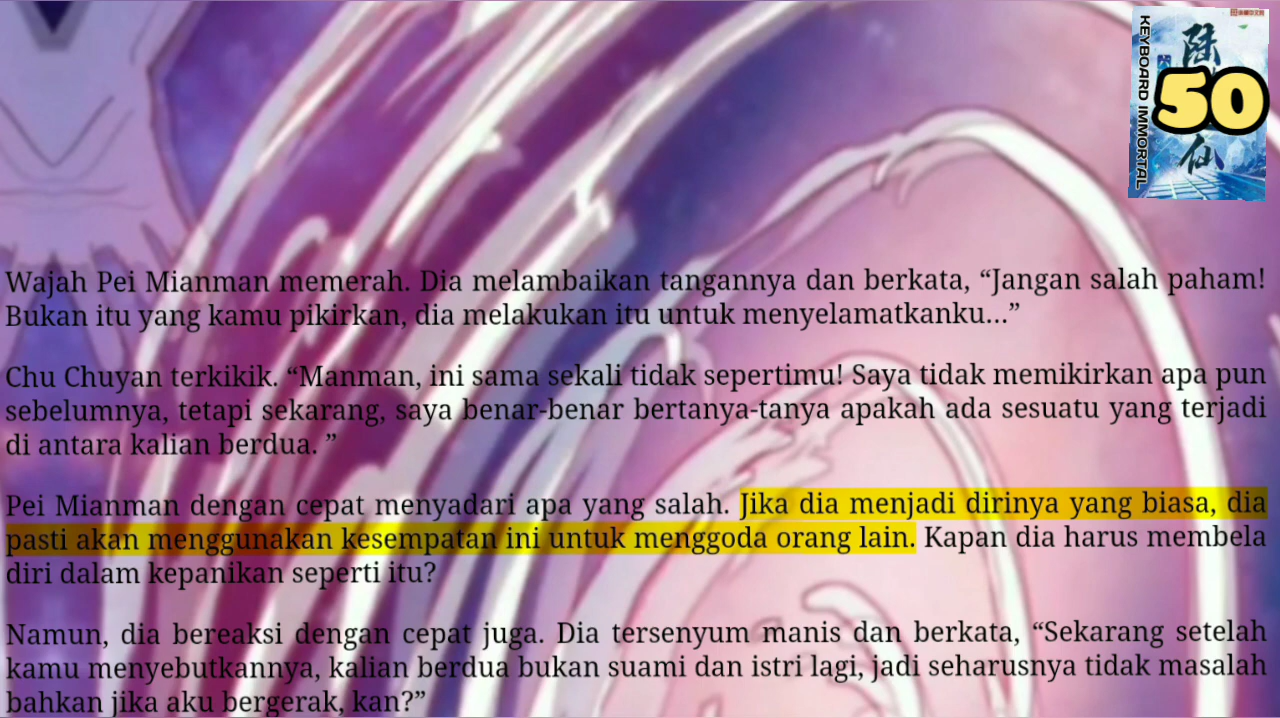 陆
仙
KEYBOARD IMMORTAL
50
Wajah Pei Mianman memerah. Dia melambaikan tangannya dan berkata, “Jangan salah paham!
Bukan itu yang kamu pikirkan, dia melakukan itu untuk menyelamatkanku...”
Chu Chuyan terkikik. “Manman, ini sama sekali tidak sepertimu! Saya tidak memikirkan apa pun
sebelumnya, tetapi sekarang, saya benar-benar bertanya-tanya apakah ada sesuatu yang terjadi
di antara kalian berdua. ”
Pei Mianman dengan cepat menyadari apa yang salah. Jika dia menjadi dirinya yang biasa, dia
pasti akan menggunakan kesempatan ini untuk menggoda orang lain. Kapan dia harus membela
diri dalam kepanikan seperti itu?
Namun, dia bereaksi dengan cepat juga. Dia tersenyum manis dan berkata, “Sekarang setelah
kamu menyebutkannya, kalian berdua bukan suami dan istri lagi, jadi seharusnya tidak masalah
bahkan jika aku bergerak, kan?”